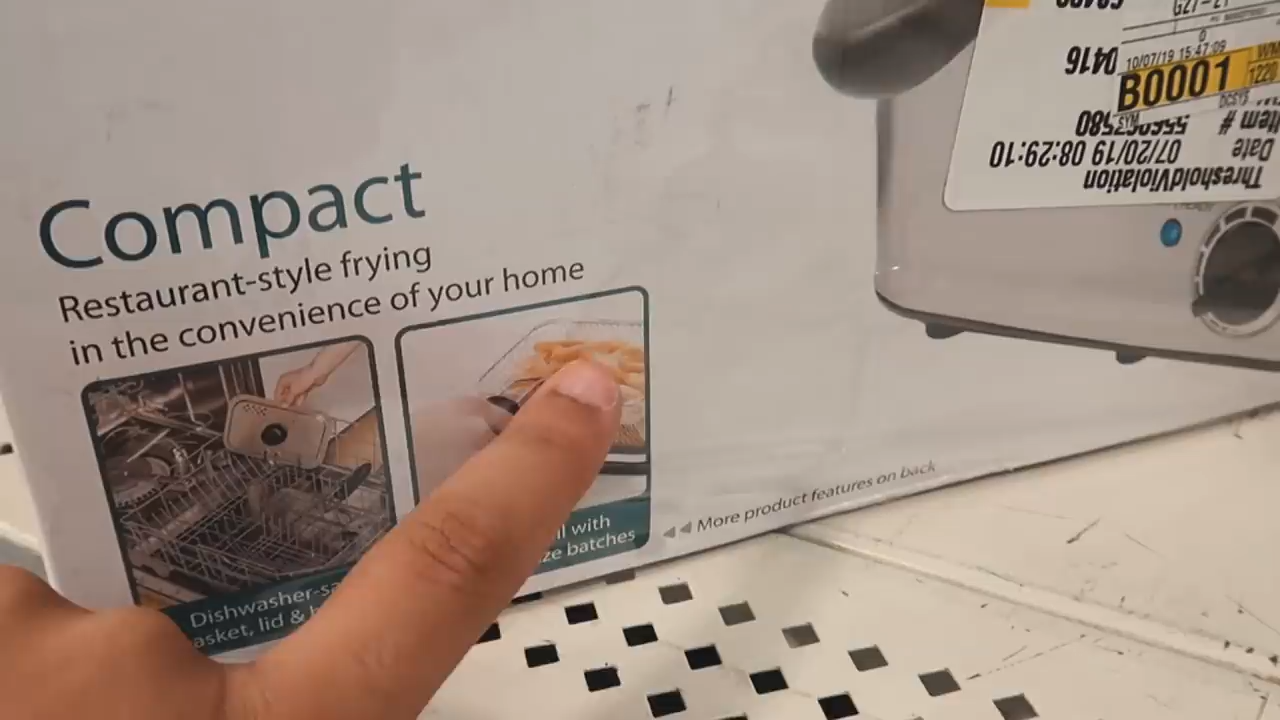 Compact
Restaurant-style frying
in the convenience of your home
Dishwasher-
asket, lid &
ll with
ze batches
More product features on back
ThresholdViolation
Date 07/20/19 08:29:10
Item #
0416
10/07/19 15:47:09
B0001
1220